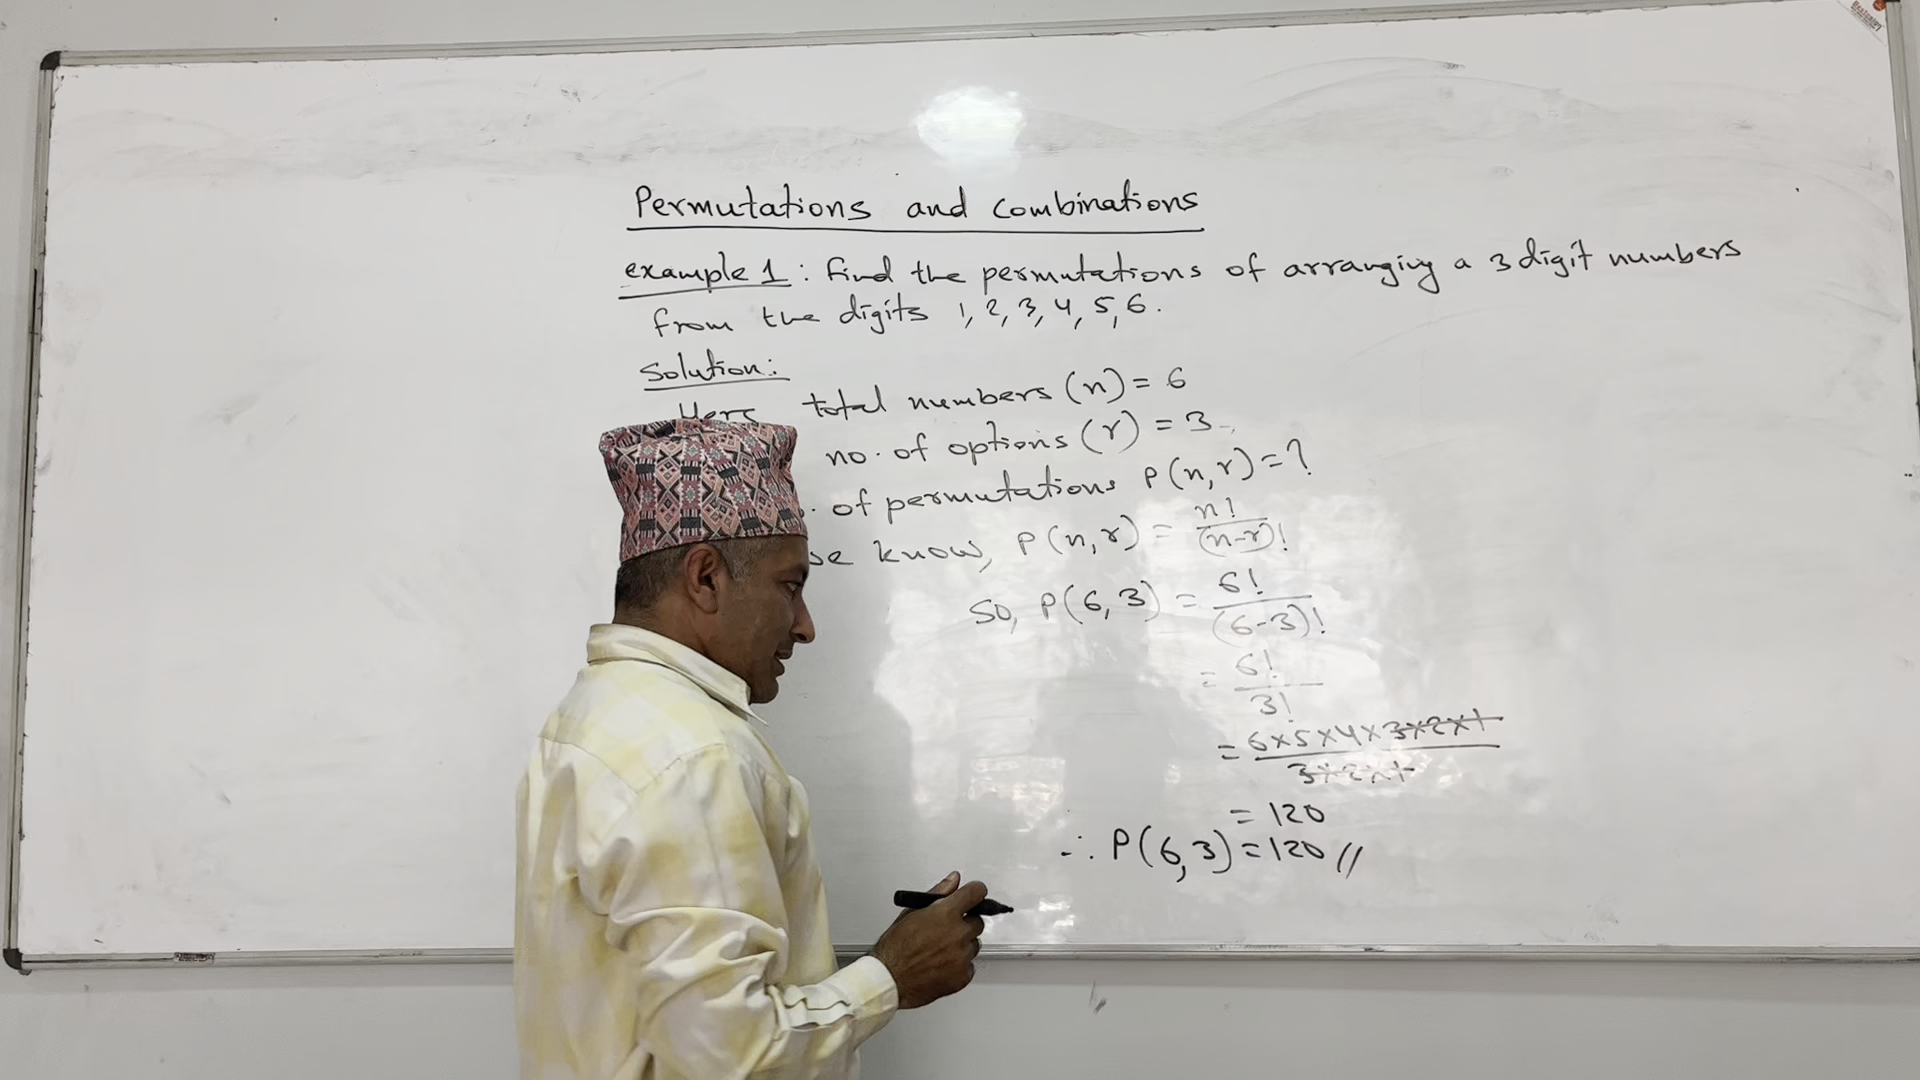 Permutations and combinations
example 1: Find the permutations of arranging a 3 digit numbers
from the digits 1, 2, 3, 4, 5, 6.
Solution:
Here total numbers (n) = 6
no. of options (r) = 3
of permutations P(n, r) = ?
know, P(n, r) = n! / (n-r)!
So, P(6, 3) = 6! / (6-3)!
= 6! / 3!
= 6×5×4×3×2×1 / 3×2×1
= 120
∴ P(6,3) = 120 //